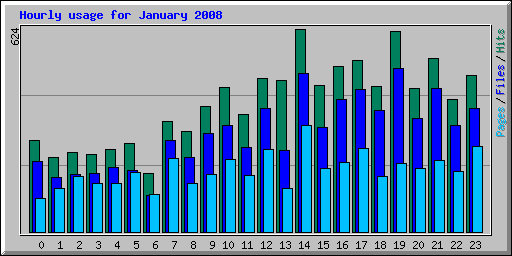 Hourly usage for January 2008
624
Pages / Files / Hits
0 1 2 3 4 5 6 7 8 9 10 11 12 13 14 15 16 17 18 19 20 21 22 23